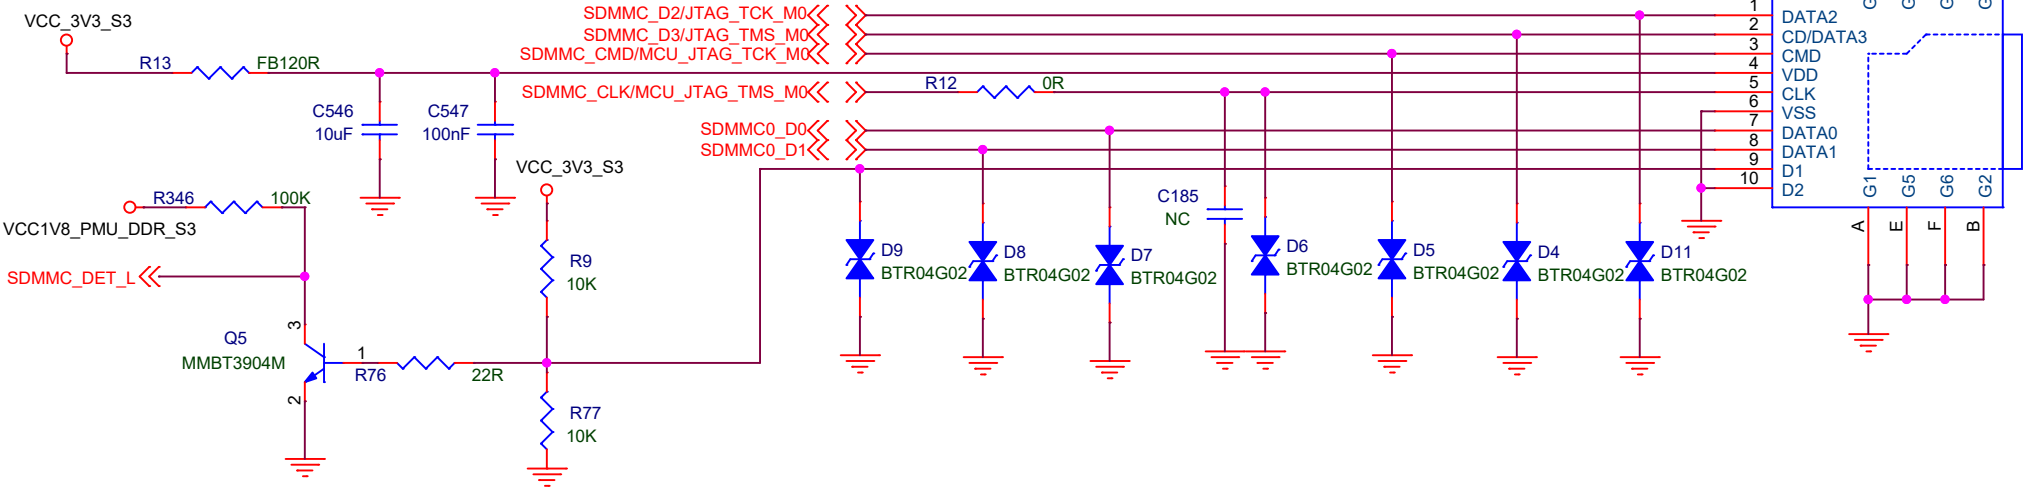 VCC_3V3_S3
R13 FB120R
C546
10uF
C547
100nF
SDMMC_D2/JTAG_TCK_M0
SDMMC_D3/JTAG_TMS_M0
SDMMC_CMD/MCU_JTAG_TCK_M0
SDMMC_CLK/MCU_JTAG_TMS_M0
R12 0R
SDMMC0_D0
SDMMC0_D1
1 DATA2
2 CD/DATA3
3 CMD
4 VDD
5 CLK
6 VSS
7 DATA0
8 DATA1
9 D1
10 D2
G1 G5 G6 G2
A E F B
VCC_3V3_S3
R346 100K
VCC1V8_PMU_DDR_S3
SDMMC_DET_L
R9
10K
C185
NC
D9
BTR04G02
D8
BTR04G02
D7
BTR04G02
D6
BTR04G02
D5
BTR04G02
D4
BTR04G02
D11
BTR04G02
3
Q5
MMBT3904M
1
R76 22R
2
R77
10K